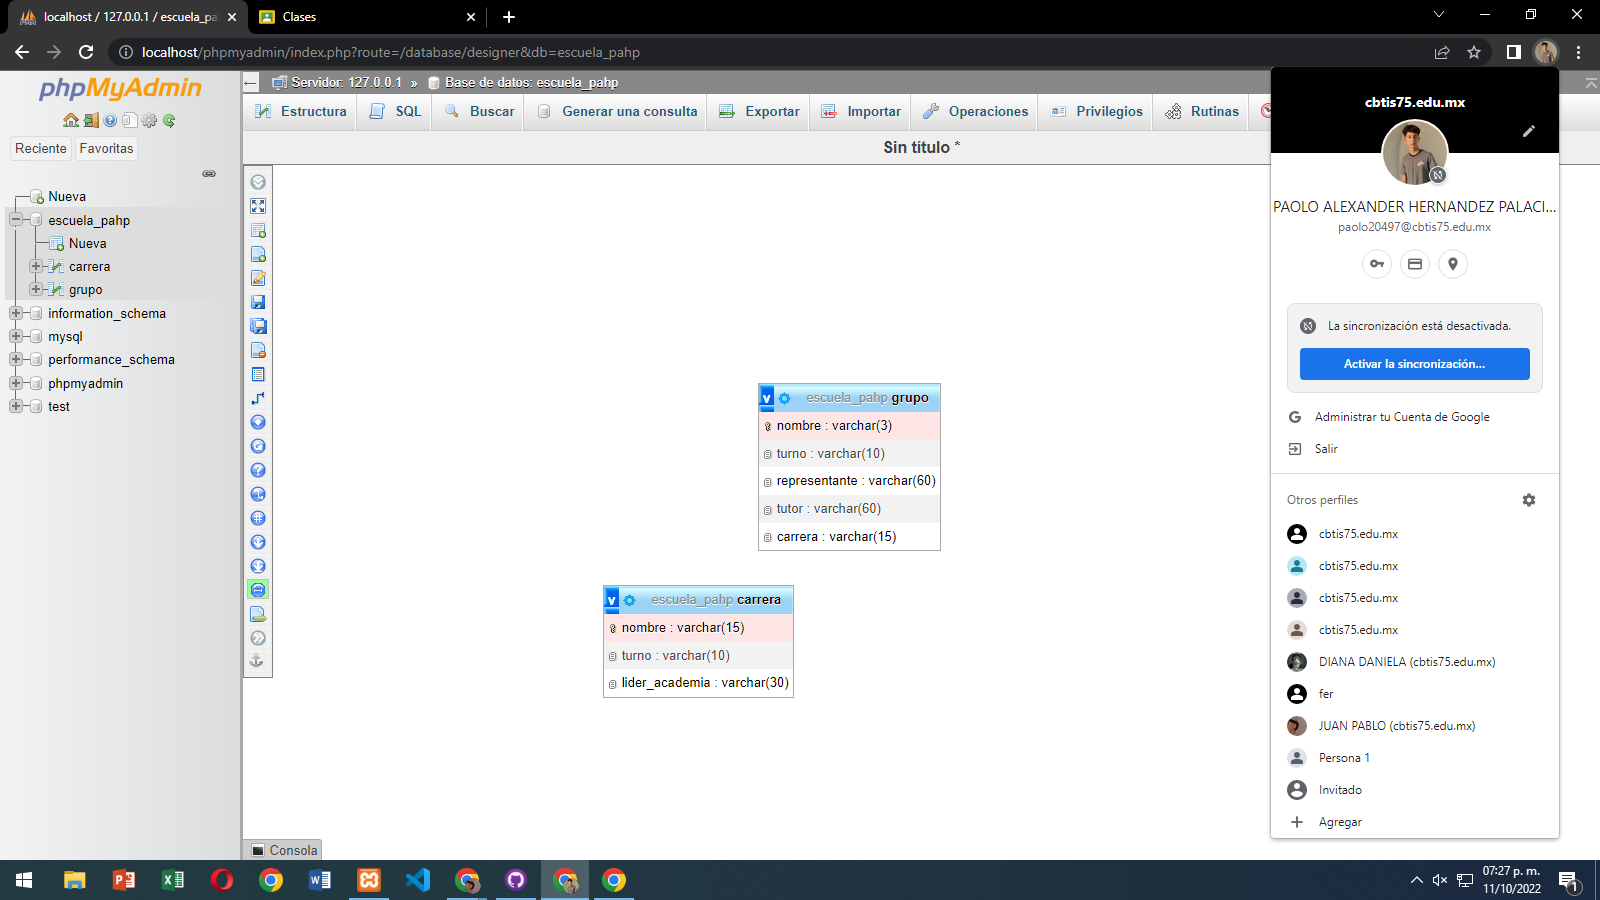 localhost / 127.0.0.1 / escuela_pa
Clases
localhost/phpmyadmin/index.php?route=/database/designer&db=escuela_pahp
phpMyAdmin
Reciente
Favoritas
Nueva
escuela_pahp
Nueva
carrera
grupo
information_schema
mysql
performance_schema
phpmyadmin
test
Servidor: 127.0.0.1 » Base de datos: escuela_pahp
Estructura
SQL
Buscar
Generar una consulta
Exportar
Importar
Operaciones
Privilegios
Rutinas
Sin título *
escuela_pahp grupo
nombre : varchar(3)
turno : varchar(10)
representante : varchar(60)
tutor : varchar(60)
carrera : varchar(15)
escuela_pahp carrera
nombre : varchar(15)
turno : varchar(10)
lider_academia : varchar(30)
Consola
cbtis75.edu.mx
PAOLO ALEXANDER HERNANDEZ PALACI...
paolo20497@cbtis75.edu.mx
La sincronización está desactivada.
Activar la sincronización...
Administrar tu Cuenta de Google
Salir
Otros perfiles
cbtis75.edu.mx
cbtis75.edu.mx
cbtis75.edu.mx
cbtis75.edu.mx
DIANA DANIELA (cbtis75.edu.mx)
fer
JUAN PABLO (cbtis75.edu.mx)
Persona 1
Invitado
Agregar
07:27 p. m.
11/10/2022
1